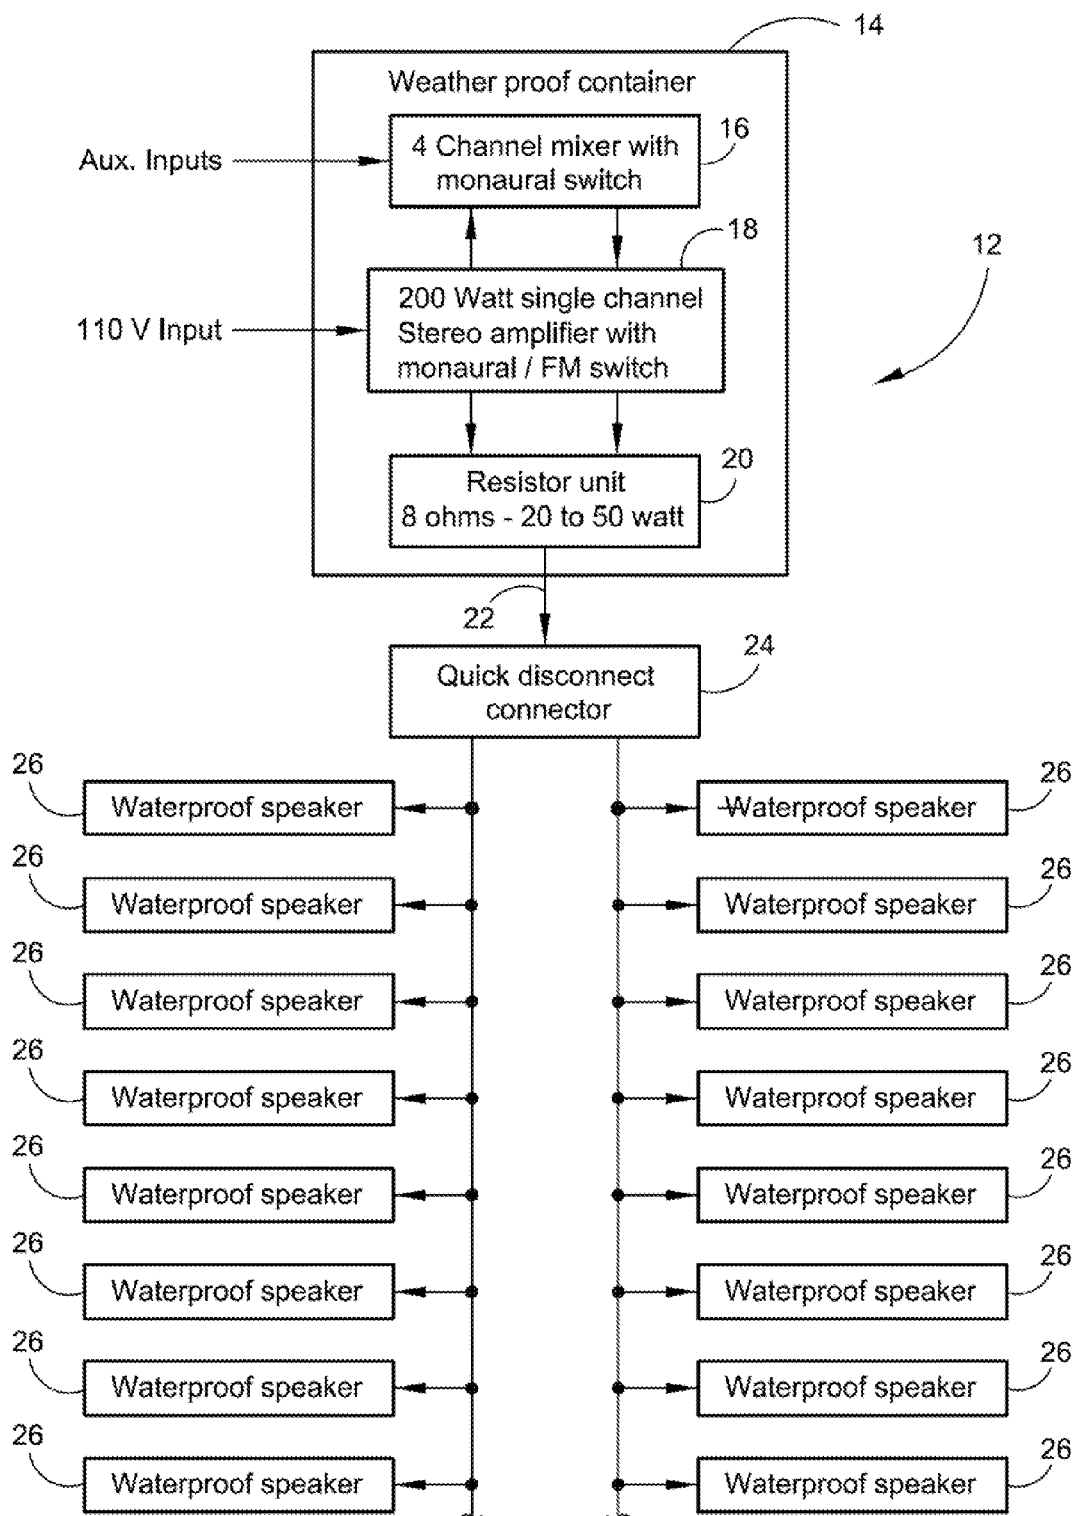 14
Weather proof container
16
4 Channel mixer with
monaural switch
Aux. Inputs
18
12
200 Watt single channel
Stereo amplifier with
monaural / FM switch
110 V Input
20
Resistor unit
8 ohms - 20 to 50 watt
22
24
Quick disconnect
connector
26
26
Waterproof speaker
Waterproof speaker
26
26
Waterproof speaker
Waterproof speaker
26
26
Waterproof speaker
Waterproof speaker
26
26
Waterproof speaker
Waterproof speaker
26
26
Waterproof speaker
Waterproof speaker
26
26
Waterproof speaker
Waterproof speaker
26
26
Waterproof speaker
Waterproof speaker
26
26
Waterproof speaker
Waterproof speaker